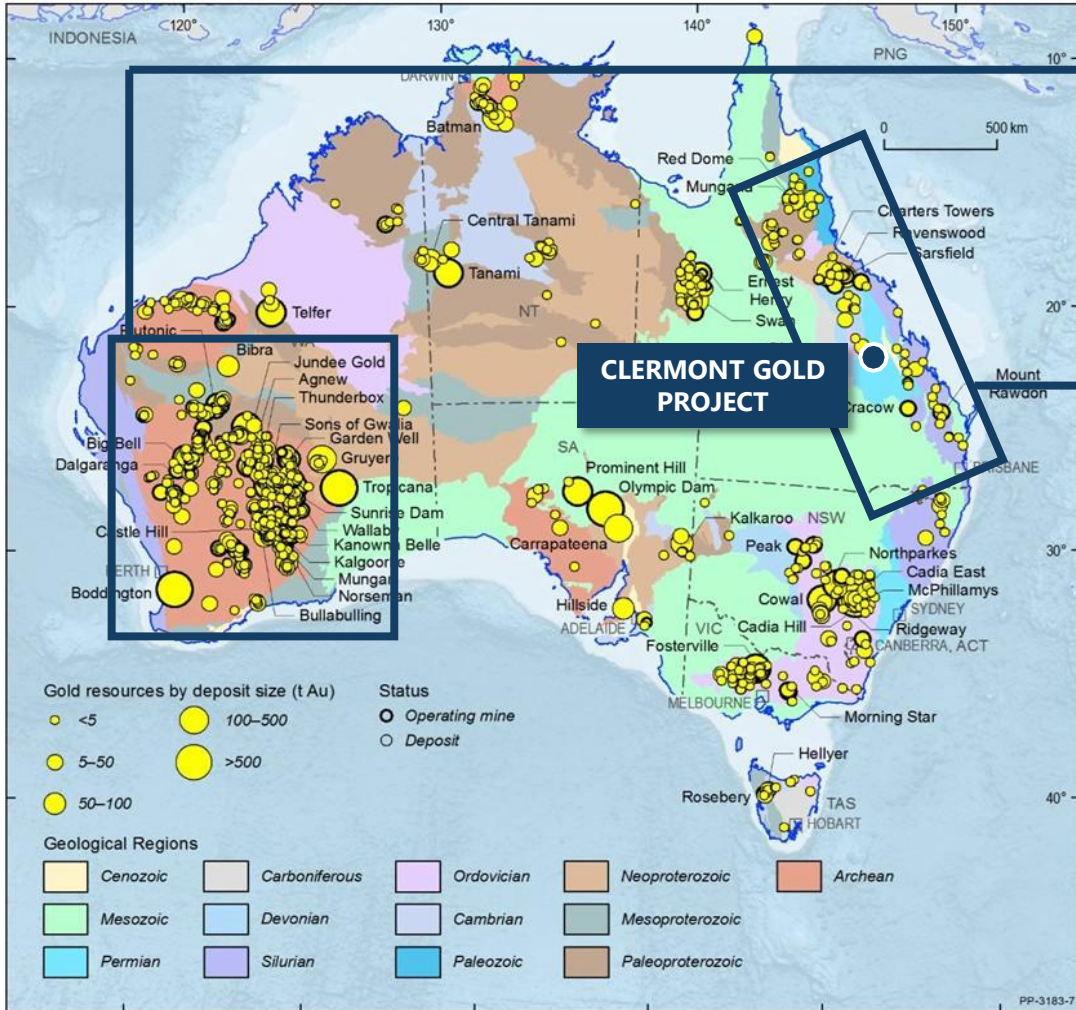 120°
130°
140°
150°
INDONESIA
PNG
10°
DARWIN
Batman
0
500 km
Red Dome
Mungana
Central Tanami
Charters Towers
Ravenswood
Sarsfield
Tanami
Ernest
Henry
Swan
20°
NT
Telfer
Plutonic
WA
Bibra
Jundee Gold
Agnew
Thunderbox
CLERMONT GOLD
PROJECT
Mount
Rawdon
Cracow
Sons of Gwalia
Garden Well
Big Bell
Gruyere
Dalgaranga
SA
Prominent Hill
Olympic Dam
BRISBANE
Tropicana
Sunrise Dam
Castle Hill
Wallaby
Kanowna Belle
Kalgoorlie
Kalkaroo
NSW
Peak
Northparkes
30°
Carrapateena
PERTH
Mungari
Cadia East
Boddington
Norseman
Cowal
McPhillamys
Bullabulling
Hillside
Cadia Hill
SYDNEY
ADELAIDE
VIC
Ridgeway
Fosterville
CANBERRA, ACT
MELBOURNE
Morning Star
Hellyer
Rosebery
TAS
40°
HOBART
Gold resources by deposit size (t Au)
Status
<5
100–500
Operating mine
5–50
>500
Deposit
50–100
Geological Regions
Cenozoic
Carboniferous
Ordovician
Neoproterozoic
Archean
Mesozoic
Devonian
Cambrian
Mesoproterozoic
Permian
Silurian
Paleozoic
Paleoproterozoic
PP-3183-7